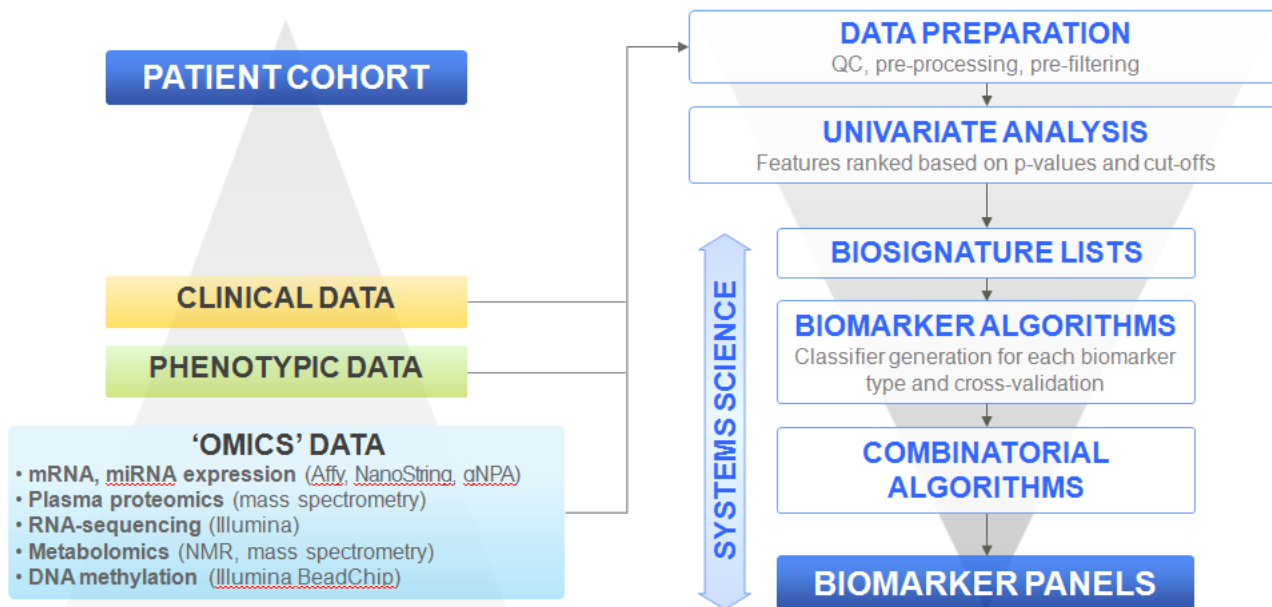 PATIENT COHORT
CLINICAL DATA
PHENOTYPIC DATA
‘OMICS’ DATA
• mRNA, miRNA expression (Affy, NanoString, qNPA)
• Plasma proteomics (mass spectrometry)
• RNA-sequencing (Illumina)
• Metabolomics (NMR, mass spectrometry)
• DNA methylation (Illumina BeadChip)
DATA PREPARATION
QC, pre-processing, pre-filtering
UNIVARIATE ANALYSIS
Features ranked based on p-values and cut-offs
SYSTEMS SCIENCE
BIOSIGNATURE LISTS
BIOMARKER ALGORITHMS
Classifier generation for each biomarker
type and cross-validation
COMBINATORIAL
ALGORITHMS
BIOMARKER PANELS